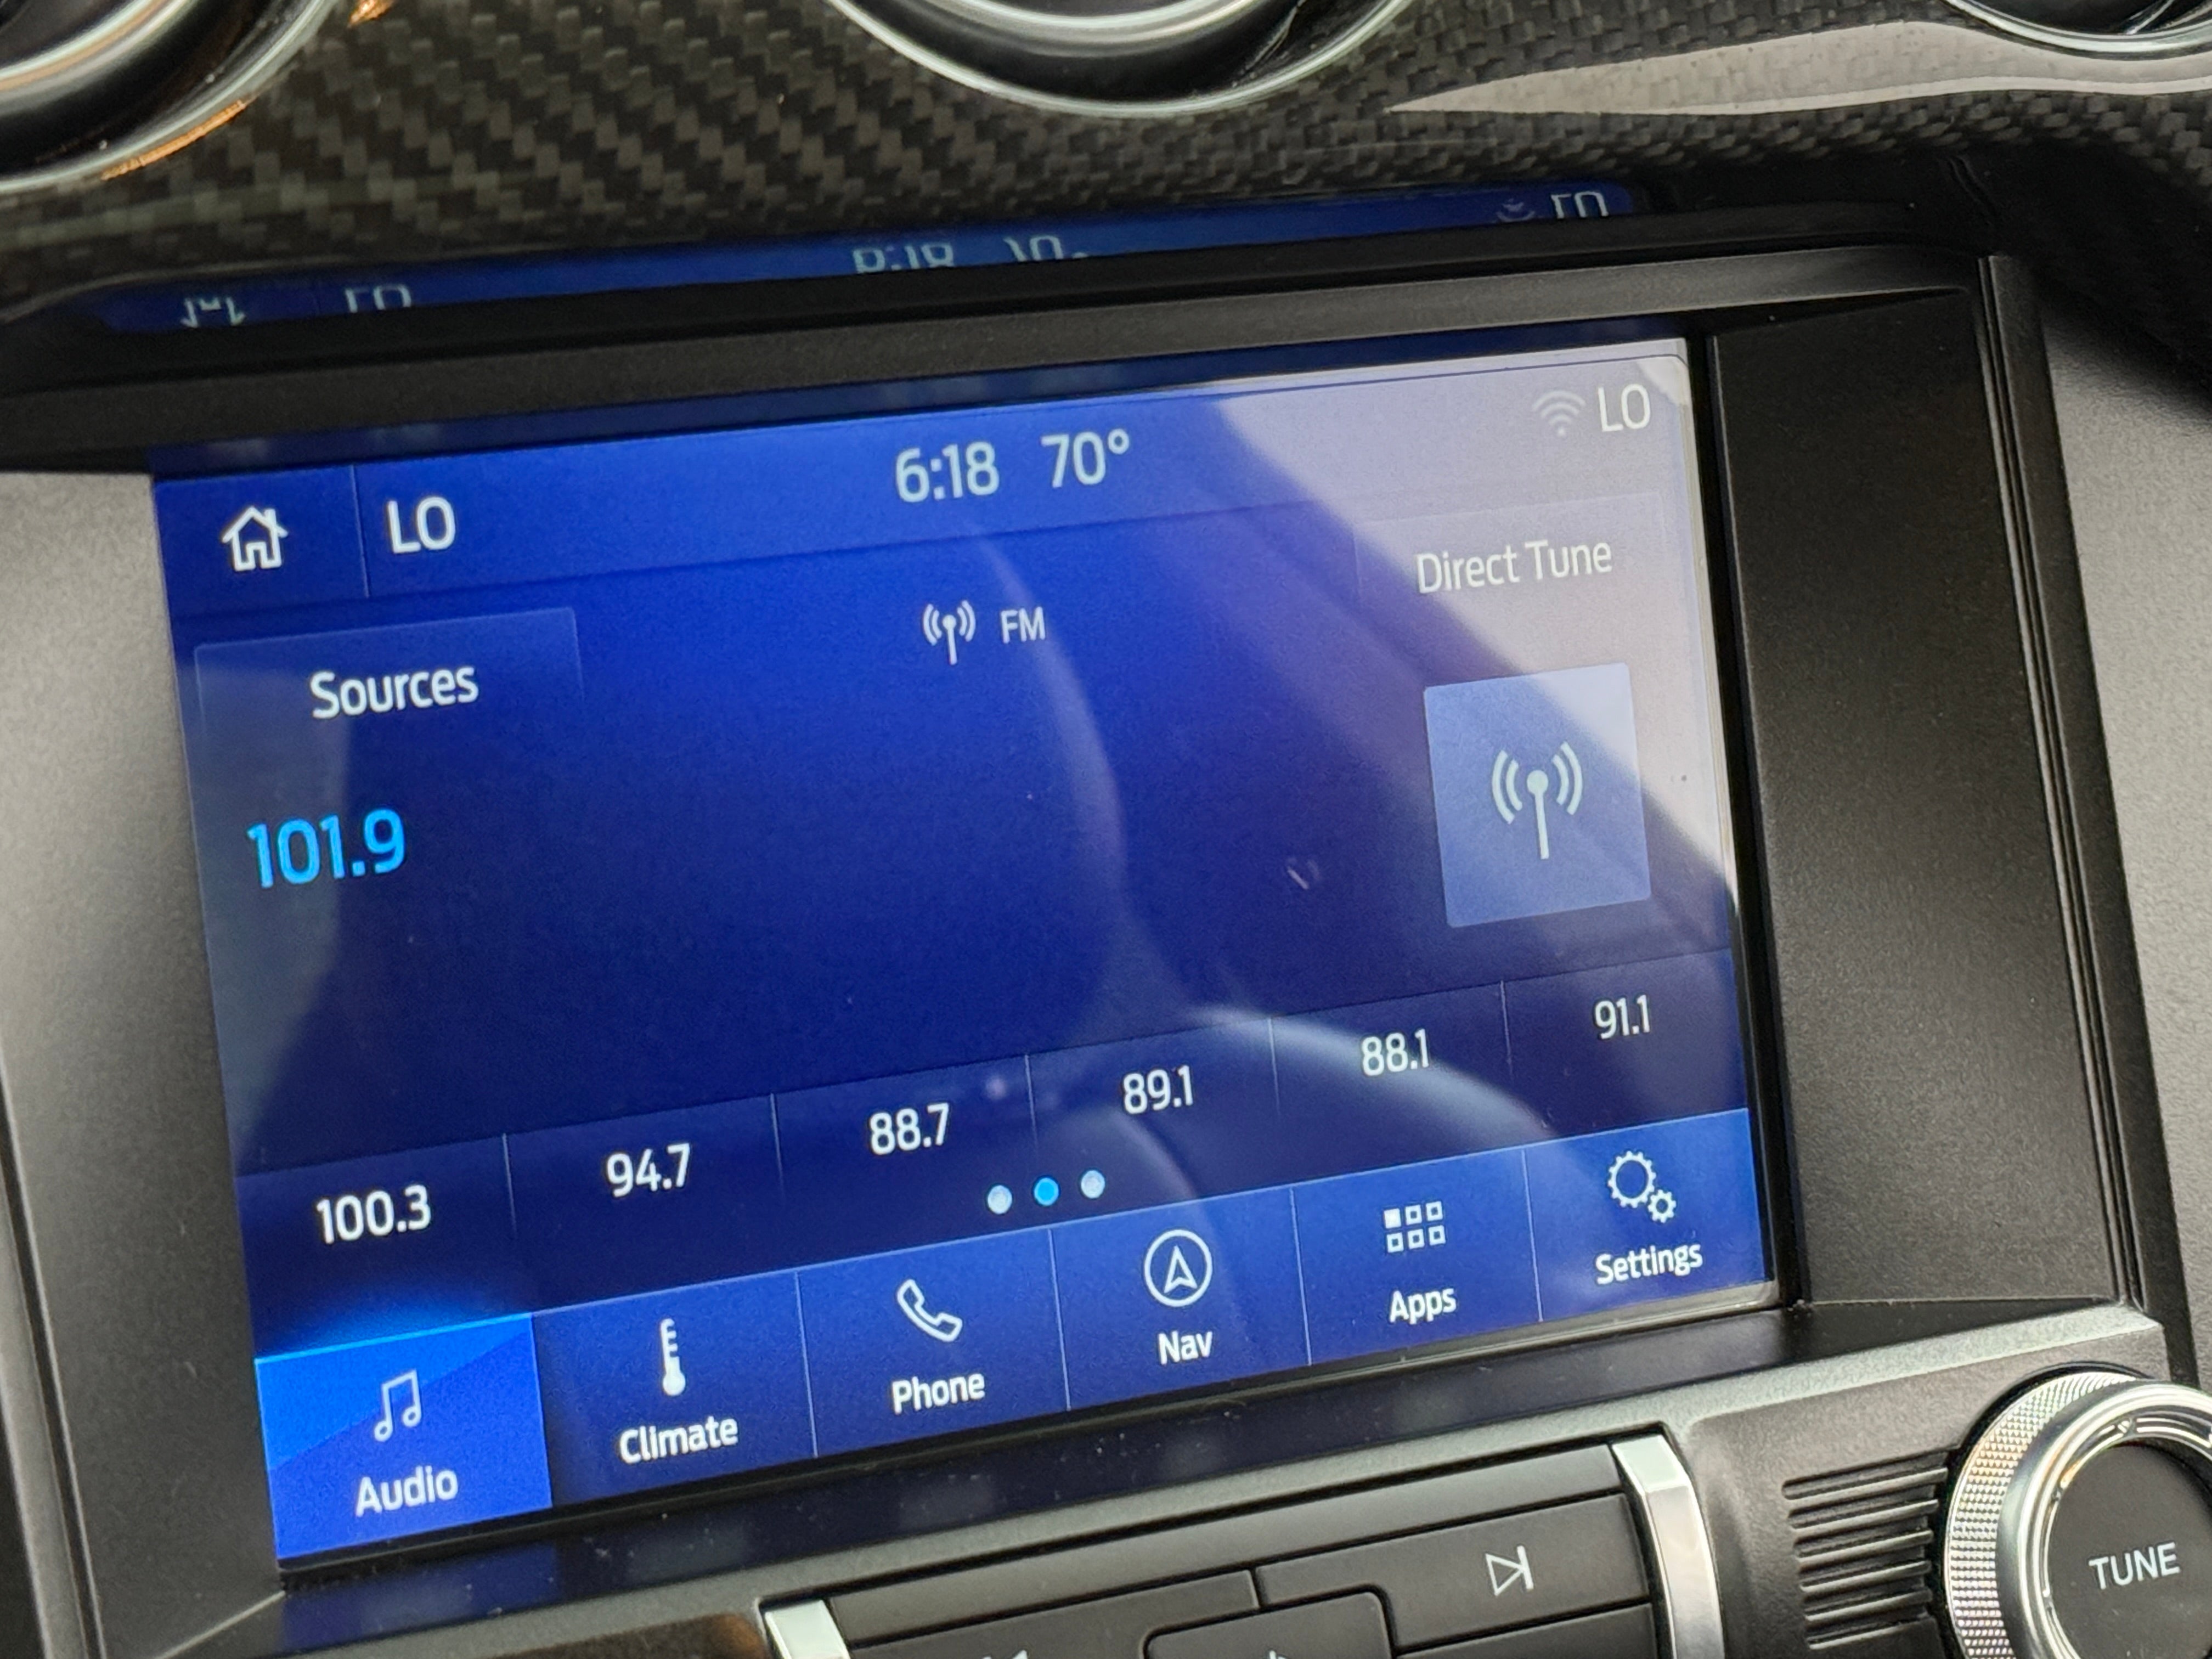 LO 6:18 70° LO
Sources FM Direct Tune
101.9
100.3 94.7 88.7 89.1 88.1 91.1
Audio Climate Phone Nav Apps Settings
TUNE